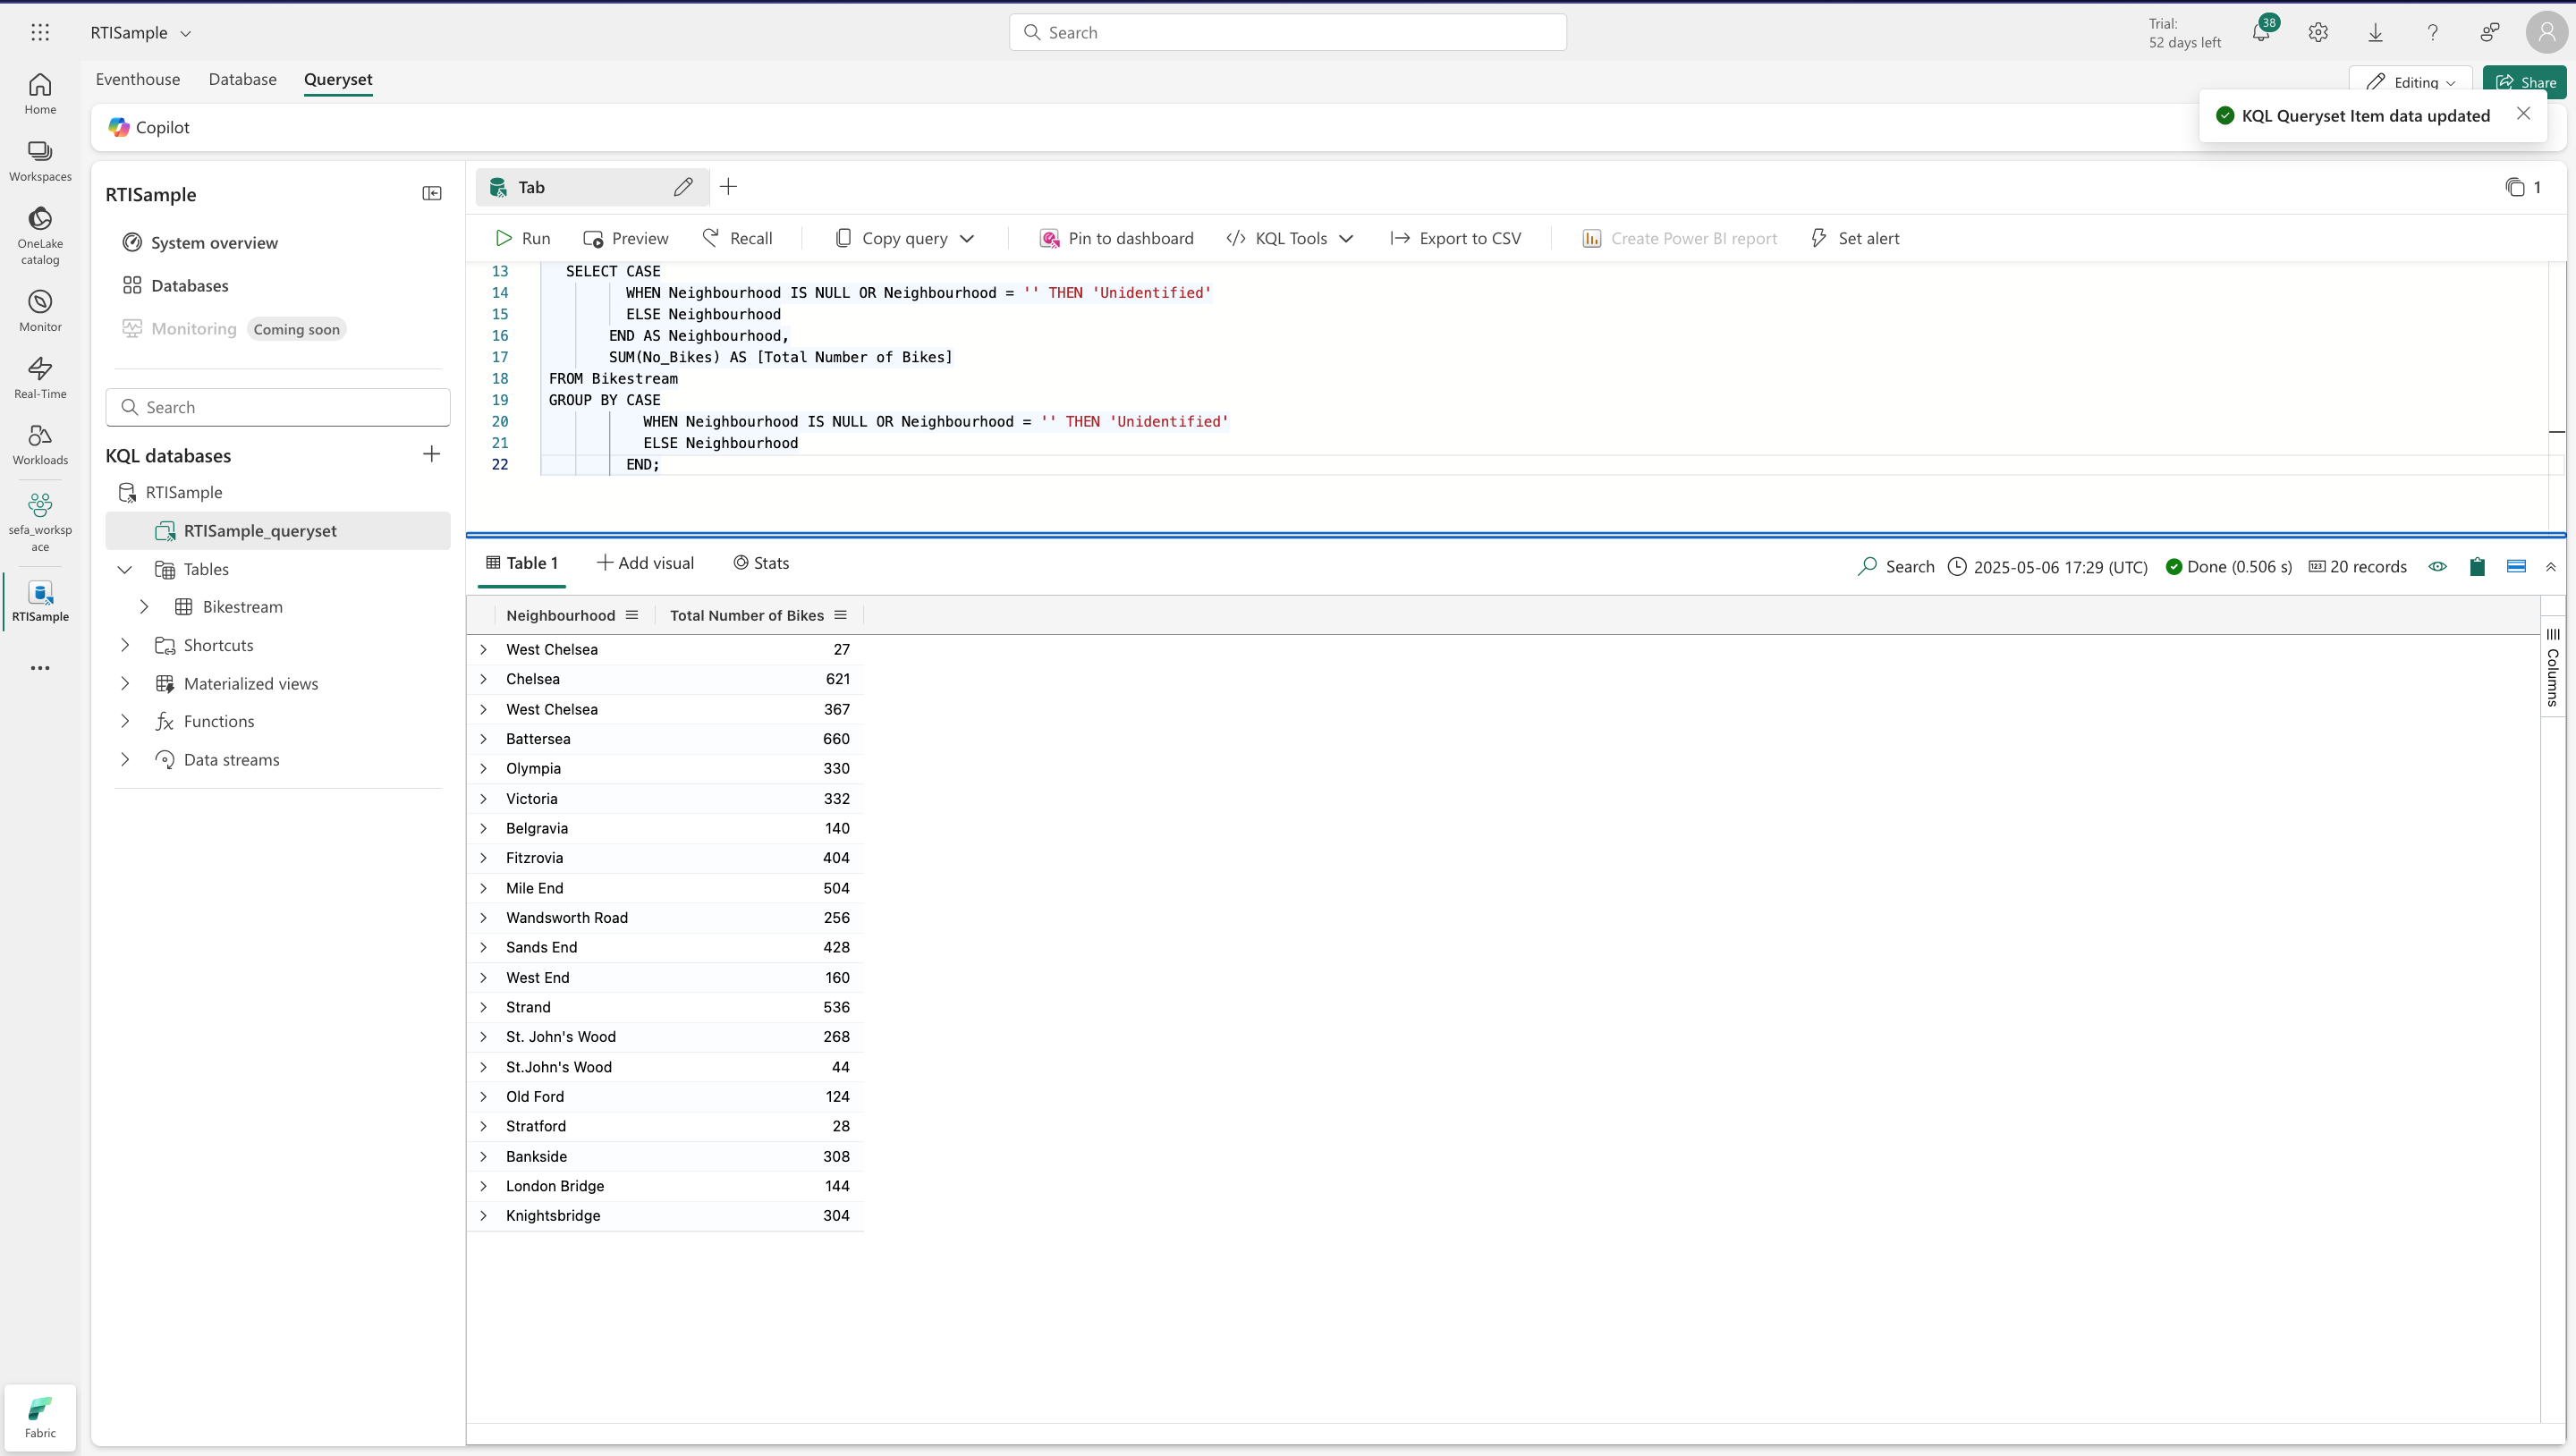 RTISample
Search
Trial:
52 days left
38
Home
Workspaces
OneLake
catalog
Monitor
Real-Time
Workloads
sefa_worksp
ace
RTISample
Fabric
Eventhouse Database Queryset
Editing
Share
Copilot
KQL Queryset Item data updated
RTISample
System overview
Databases
Monitoring Coming soon
Search
KQL databases
RTISample
RTISample_queryset
Tables
Bikestream
Shortcuts
Materialized views
Functions
Data streams
Tab
1
Run Preview Recall Copy query Pin to dashboard KQL Tools Export to CSV Create Power BI report Set alert
13 SELECT CASE
14 WHEN Neighbourhood IS NULL OR Neighbourhood = '' THEN 'Unidentified'
15 ELSE Neighbourhood
16 END AS Neighbourhood,
17 SUM(No_Bikes) AS [Total Number of Bikes]
18 FROM Bikestream
19 GROUP BY CASE
20 WHEN Neighbourhood IS NULL OR Neighbourhood = '' THEN 'Unidentified'
21 ELSE Neighbourhood
22 END;
Table 1 Add visual Stats
Search 2025-05-06 17:29 (UTC) Done (0.506 s) 123 20 records
Neighbourhood Total Number of Bikes
West Chelsea 27
Chelsea 621
West Chelsea 367
Battersea 660
Olympia 330
Victoria 332
Belgravia 140
Fitzrovia 404
Mile End 504
Wandsworth Road 256
Sands End 428
West End 160
Strand 536
St. John's Wood 268
St.John's Wood 44
Old Ford 124
Stratford 28
Bankside 308
London Bridge 144
Knightsbridge 304
Columns